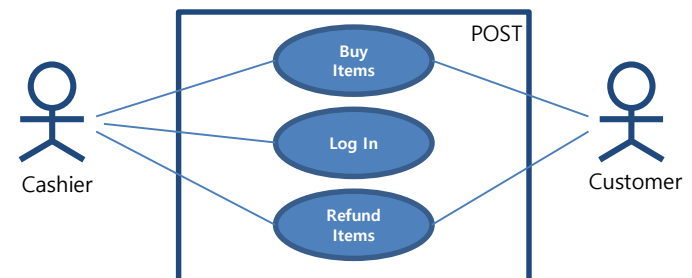 POST
Buy
Items
Log In
Refund
Items
Cashier
Customer